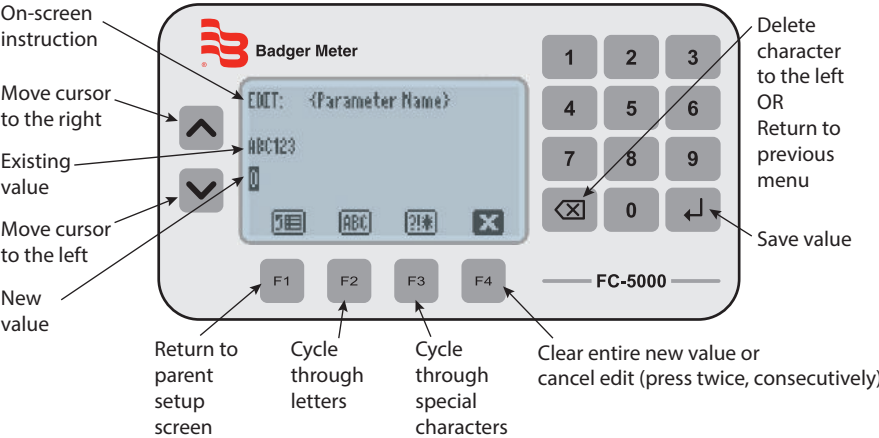 On-screen
instruction
Move cursor
to the right
Existing
value
Move cursor
to the left
New
value
®
Badger Meter
EDIT: <Parameter Name>
ABC123
0
ABC
?!*
X
F1
F2
F3
F4
1 2 3
4 5 6
7 8 9
0
FC-5000
Delete
character
to the left
OR
Return to
previous
menu
Save value
Return to
parent
setup
screen
Cycle
through
letters
Cycle
through
special
characters
Clear entire new value or
cancel edit (press twice, consecutively)